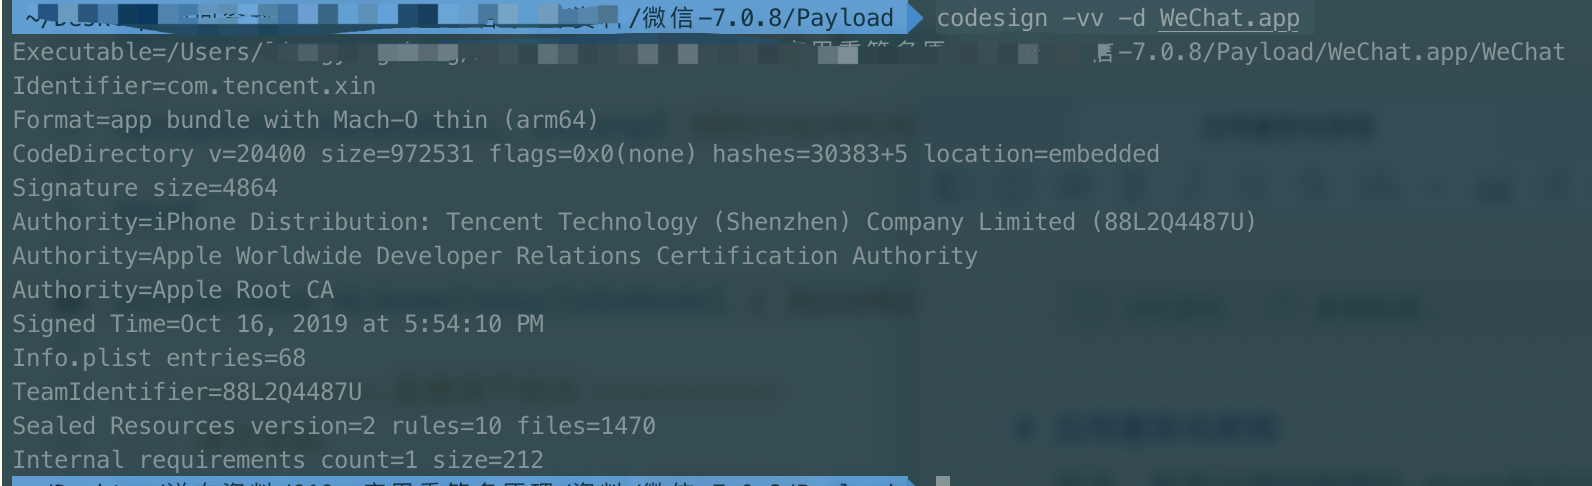 /微信-7.0.8/Payload codesign -vv -d WeChat.app
Executable=/Users/ -7.0.8/Payload/WeChat.app/WeChat
Identifier=com.tencent.xin
Format=app bundle with Mach-O thin (arm64)
CodeDirectory v=20400 size=972531 flags=0x0(none) hashes=30383+5 location=embedded
Signature size=4864
Authority=iPhone Distribution: Tencent Technology (Shenzhen) Company Limited (88L2Q4487U)
Authority=Apple Worldwide Developer Relations Certification Authority
Authority=Apple Root CA
Signed Time=Oct 16, 2019 at 5:54:10 PM
Info.plist entries=68
TeamIdentifier=88L2Q4487U
Sealed Resources version=2 rules=10 files=1470
Internal requirements count=1 size=212